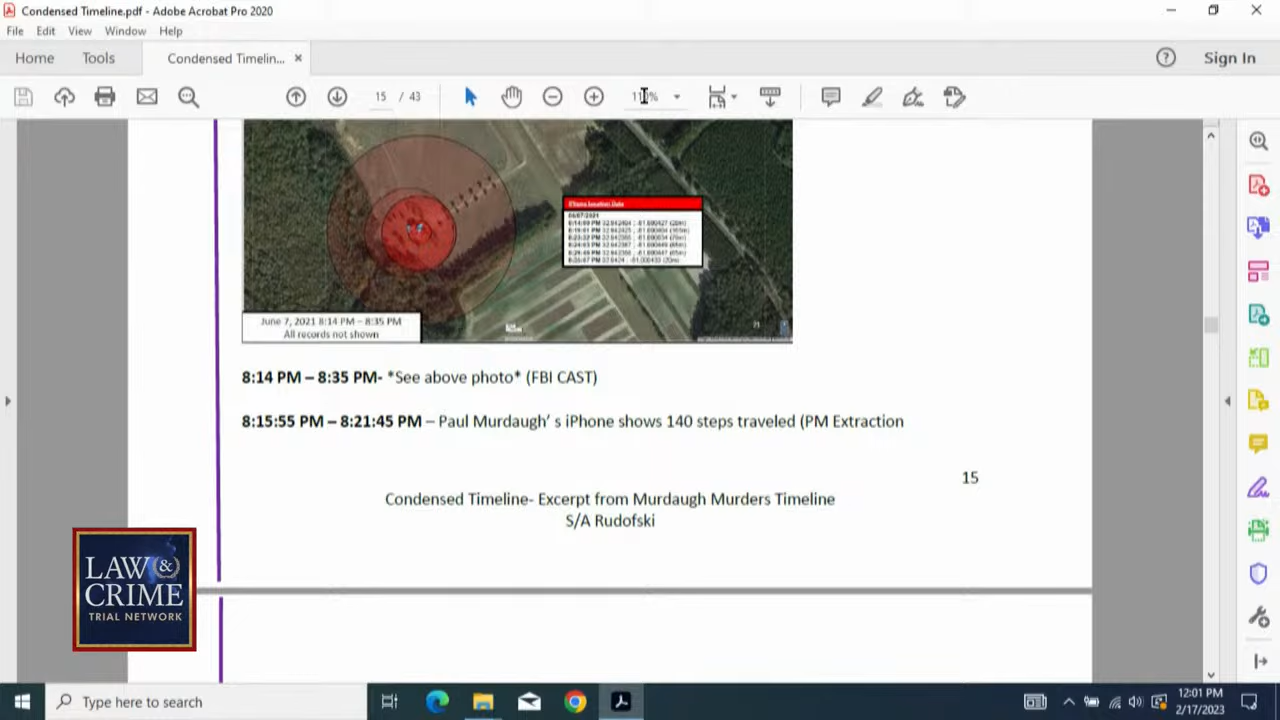 Condensed Timeline.pdf - Adobe Acrobat Pro 2020
File Edit View Window Help
Home Tools Condensed Timelin... Sign In
15 / 43
June 7, 2021 8:14 PM – 8:35 PM
All records not shown
8:14 PM – 8:35 PM- *See above photo* (FBI CAST)
8:15:55 PM – 8:21:45 PM – Paul Murdaugh' s iPhone shows 140 steps traveled (PM Extraction
15
Condensed Timeline- Excerpt from Murdaugh Murders Timeline
S/A Rudofski
LAW &
CRIME
TRIAL NETWORK
Type here to search
12:01 PM
2/17/2023